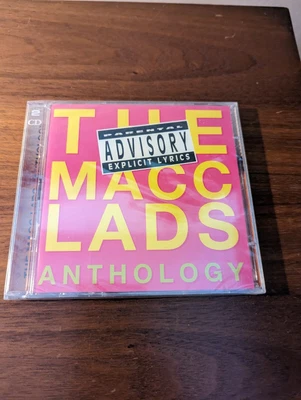 2
CD
THE
PARENTAL
ADVISORY
EXPLICIT LYRICS
MACC
LADS
ANTHOLOGY